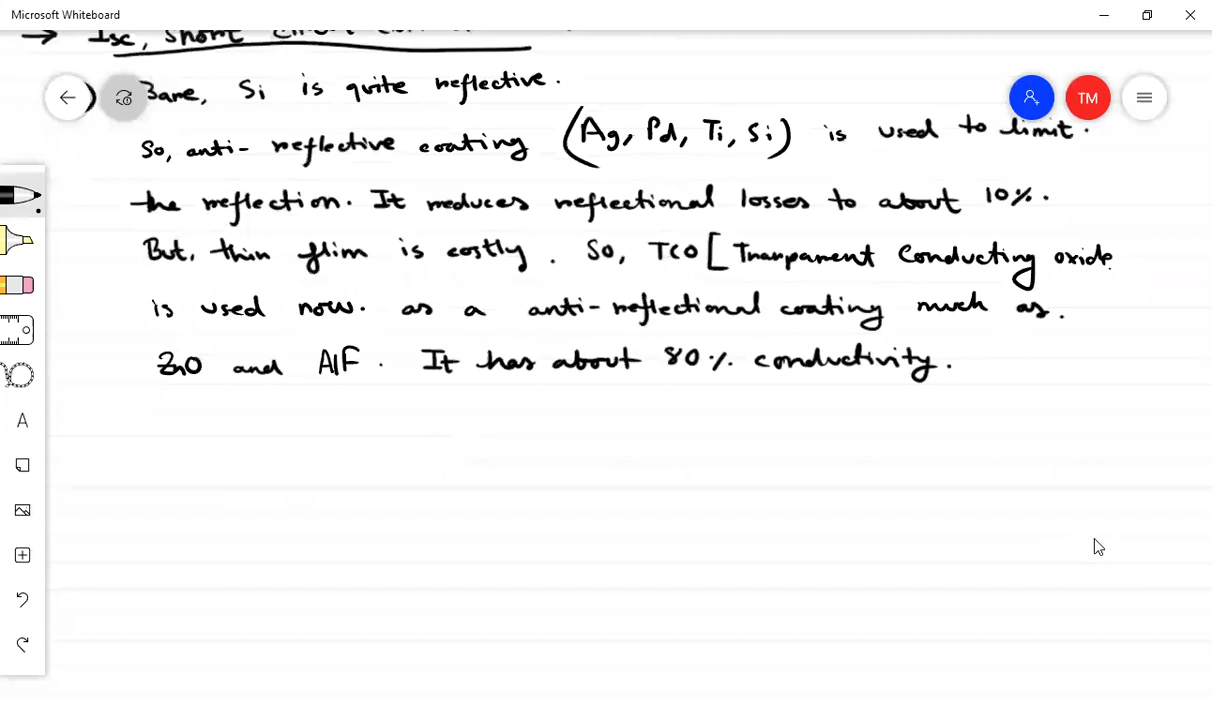 Microsoft Whiteboard
→ Isc, Short
) Bare, Si is quite reflective.
TM
So, anti-reflective coating (Ag, Pd, Ti, Si) is used to limit.
the reflection. It reduces reflectional losses to about 10%.
But, thin flim is costly. So, TCO [Tranparent Conducting oxide
is used now. as a anti-reflectional coating much as.
ZnO and AlF. It has about 80% conductivity.
A